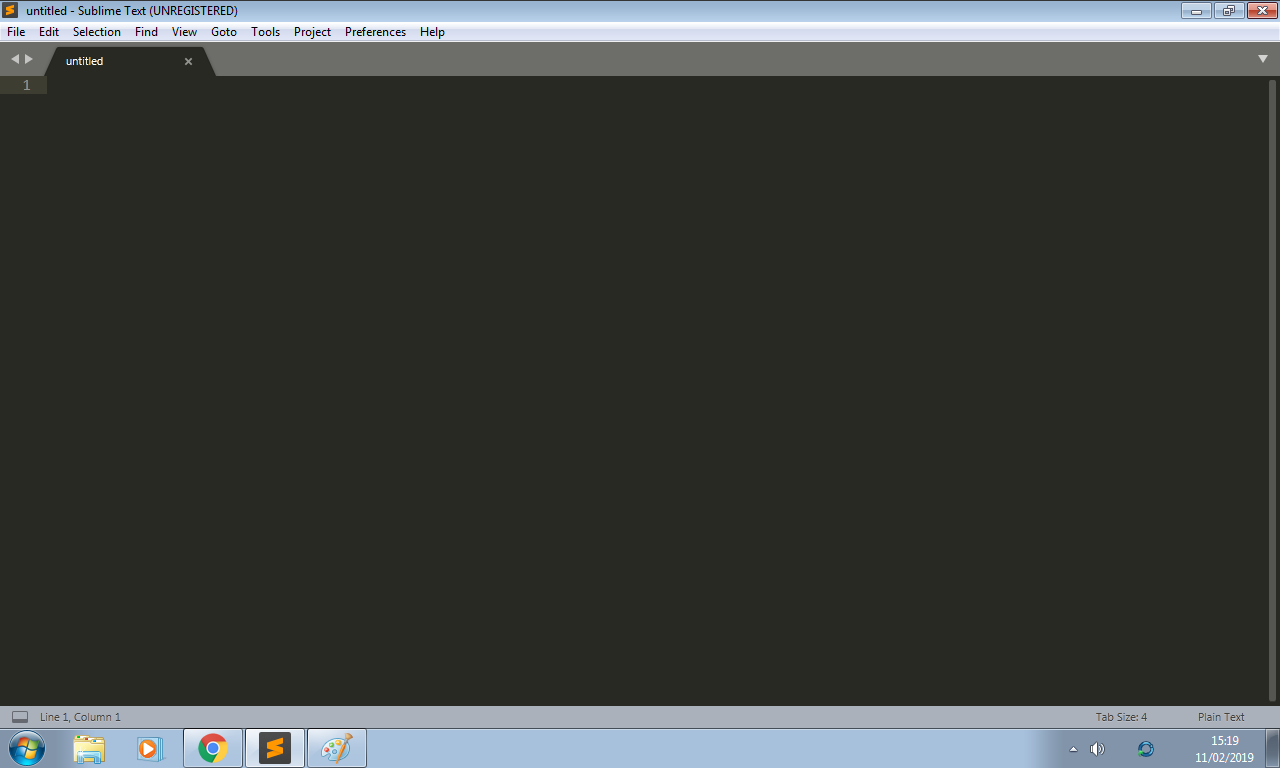 untitled - Sublime Text (UNREGISTERED)
File Edit Selection Find View Goto Tools Project Preferences Help
untitled
1
Line 1, Column 1 Tab Size: 4 Plain Text
15:19
11/02/2019